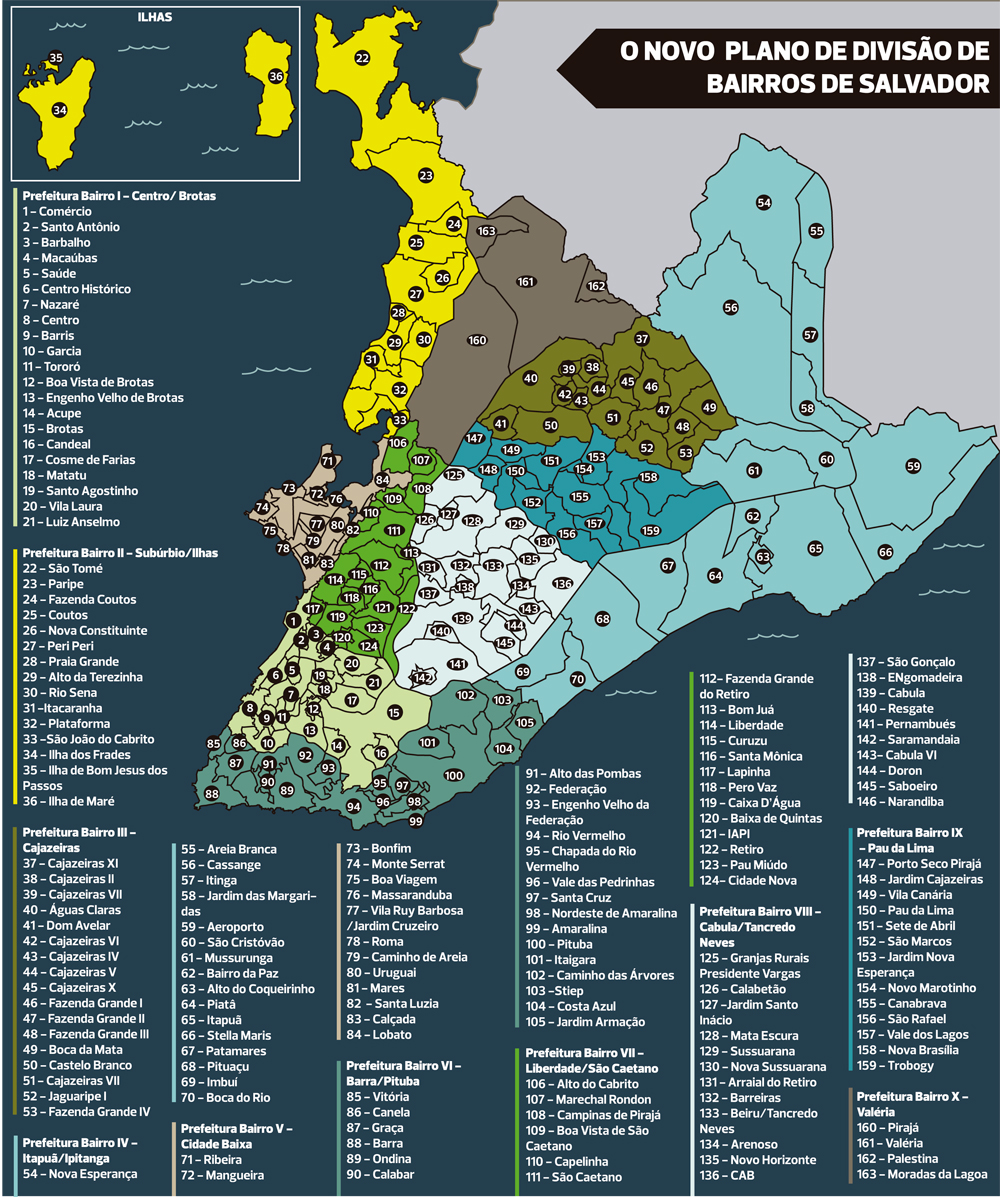 ILHAS
O NOVO PLANO DE DIVISÃO DE
BAIRROS DE SALVADOR
Prefeitura Bairro I – Centro/ Brotas
1 – Comércio
2 – Santo Antônio
3 – Barbalho
4 – Macaúbas
5 – Saúde
6 – Centro Histórico
7 – Nazaré
8 – Centro
9 – Barris
10 – Garcia
11 – Tororó
12 – Boa Vista de Brotas
13 – Engenho Velho de Brotas
14 – Acupe
15 – Brotas
16 – Candeal
17 – Cosme de Farias
18 – Matatu
19 – Santo Agostinho
20 – Vila Laura
21 – Luiz Anselmo
Prefeitura Bairro II – Subúrbio/Ilhas
22 – São Tomé
23 – Paripe
24 – Fazenda Coutos
25 – Coutos
26 – Nova Constituinte
27 – Peri Peri
28 – Praia Grande
29 – Alto da Terezinha
30 – Rio Sena
31 –Itacaranha
32 – Plataforma
33 –São João do Cabrito
34 – Ilha dos Frades
35 – Ilha de Bom Jesus dos
Passos
36 – Ilha de Maré
Prefeitura Bairro III –
Cajazeiras
37 – Cajazeiras XI
38 – Cajazeiras II
39 – Cajazeiras VII
40 – Águas Claras
41 – Dom Avelar
42 – Cajazeiras VI
43 – Cajazeiras IV
44 – Cajazeiras V
45 – Cajazeiras X
46 – Fazenda Grande I
47 – Fazenda Grande II
48 – Fazenda Grande III
49 – Boca da Mata
50 – Castelo Branco
51 – Cajazeiras VII
52 – Jaguaripe I
53 – Fazenda Grande IV
Prefeitura Bairro IV –
Itapuã/Ipitanga
54 – Nova Esperança
55 – Areia Branca
56 – Cassange
57 – Itinga
58 – Jardim das Margari-
das
59 – Aeroporto
60 – São Cristóvão
61 – Mussurunga
62 – Bairro da Paz
63 – Alto do Coqueirinho
64 – Piatã
65 – Itapuã
66 – Stella Maris
67 – Patamares
68 – Pituaçu
69 – Imbuí
70 – Boca do Rio
Prefeitura Bairro V –
Cidade Baixa
71 – Ribeira
72 – Mangueira
73 – Bonfim
74 – Monte Serrat
75 – Boa Viagem
76 – Massaranduba
77 – Vila Ruy Barbosa
/Jardim Cruzeiro
78 – Roma
79 – Caminho de Areia
80 – Uruguai
81 – Mares
82 – Santa Luzia
83 – Calçada
84 – Lobato
Prefeitura Bairro VI –
Barra/Pituba
85 – Vitória
86 – Canela
87 – Graça
88 – Barra
89 – Ondina
90 – Calabar
91 – Alto das Pombas
92– Federação
93 – Engenho Velho da
Federação
94 – Rio Vermelho
95 – Chapada do Rio
Vermelho
96 – Vale das Pedrinhas
97 – Santa Cruz
98 – Nordeste de Amaralina
99 – Amaralina
100 – Pituba
101 – Itaigara
102 – Caminho das Árvores
103 –Stiep
104 – Costa Azul
105 – Jardim Armação
Prefeitura Bairro VII –
Liberdade/São Caetano
106 – Alto do Cabrito
107 – Marechal Rondon
108 – Campinas de Pirajá
109 – Boa Vista de São
Caetano
110 – Capelinha
111 – São Caetano
112– Fazenda Grande
do Retiro
113 – Bom Juá
114 – Liberdade
115 – Curuzu
116 – Santa Mônica
117 – Lapinha
118 – Pero Vaz
119 – Caixa D'Água
120 – Baixa de Quintas
121 – IAPI
122 – Retiro
123 – Pau Miúdo
124– Cidade Nova
Prefeitura Bairro VIII –
Cabula/Tancredo
Neves
125 – Granjas Rurais
Presidente Vargas
126 – Calabetão
127 –Jardim Santo
Inácio
128 – Mata Escura
129 – Sussuarana
130 – Nova Sussuarana
131 – Arraial do Retiro
132 – Barreiras
133 – Beiru/Tancredo
Neves
134 – Arenoso
135 – Novo Horizonte
136 – CAB
137 – São Gonçalo
138 – ENgomadeira
139 – Cabula
140 – Resgate
141 – Pernambués
142 – Saramandaia
143 –Cabula VI
144 – Doron
145 – Saboeiro
146 – Narandiba
Prefeitura Bairro IX
– Pau da Lima
147 – Porto Seco Pirajá
148 – Jardim Cajazeiras
149 – Vila Canária
150 – Pau da Lima
151 – Sete de Abril
152 – São Marcos
153 – Jardim Nova
Esperança
154 – Novo Marotinho
155 – Canabrava
156 – São Rafael
157 – Vale dos Lagos
158 – Nova Brasília
159 – Trobogy
Prefeitura Bairro X –
Valéria
160 – Pirajá
161 – Valéria
162 – Palestina
163 – Moradas da Lagoa